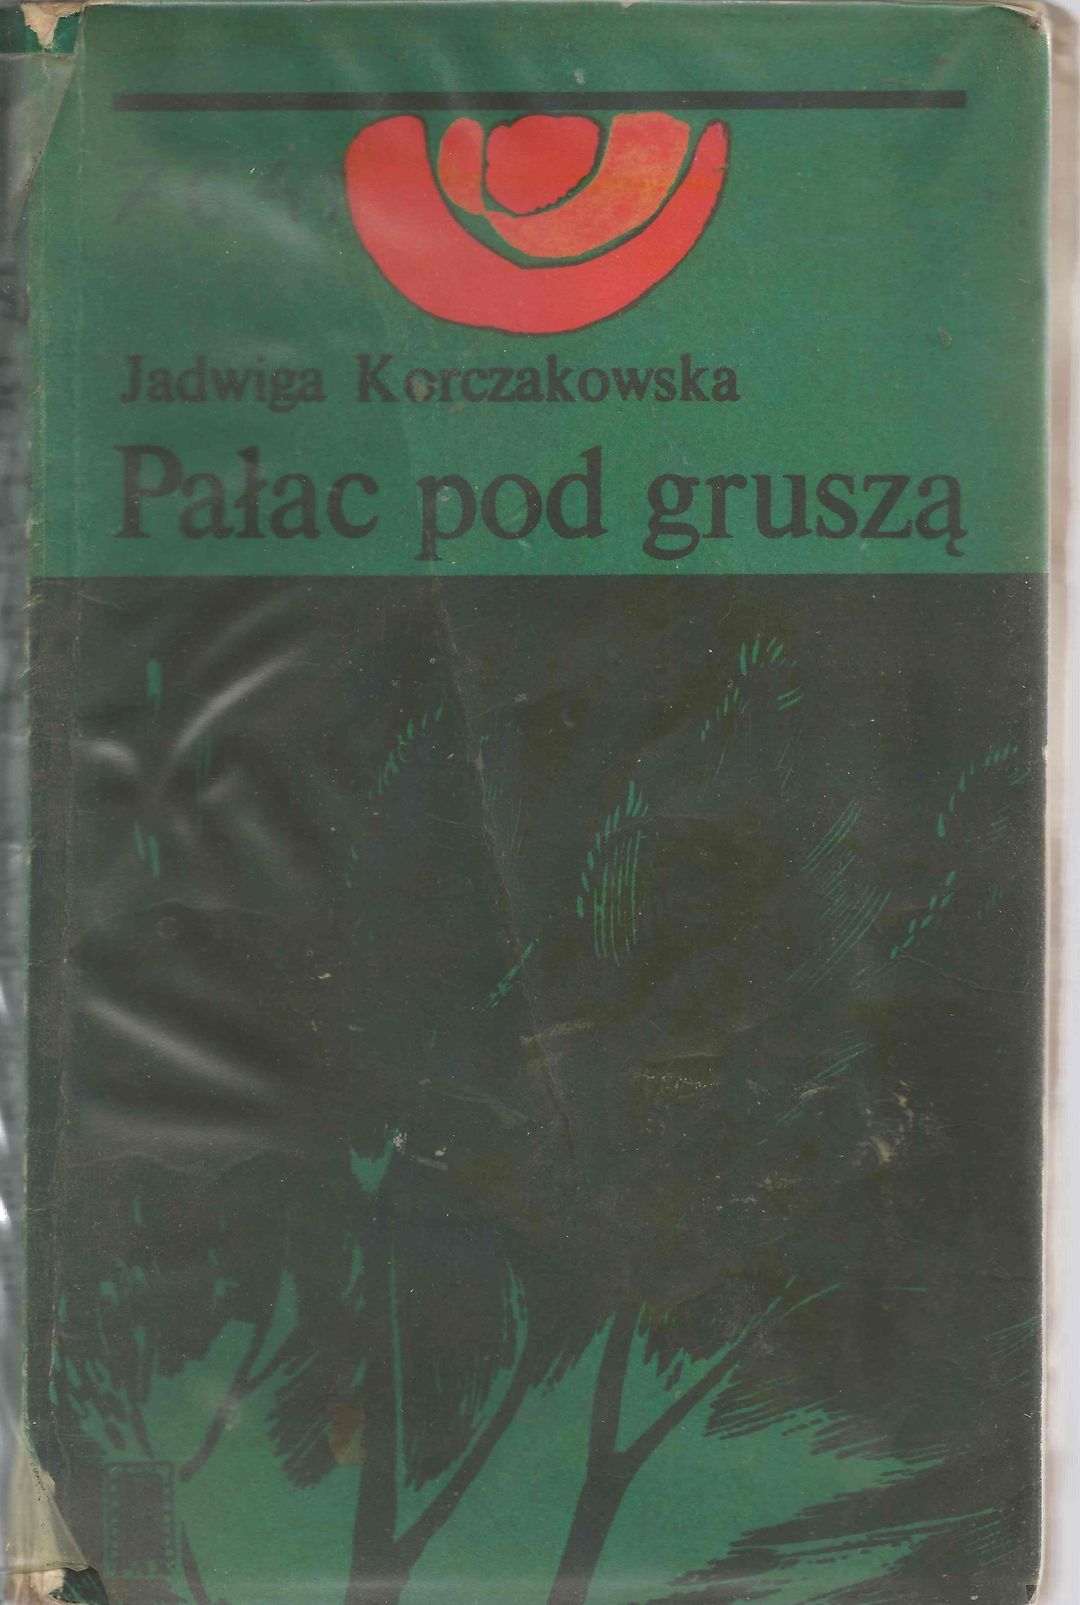 Jadwiga Korczakowska
Pałac pod gruszą